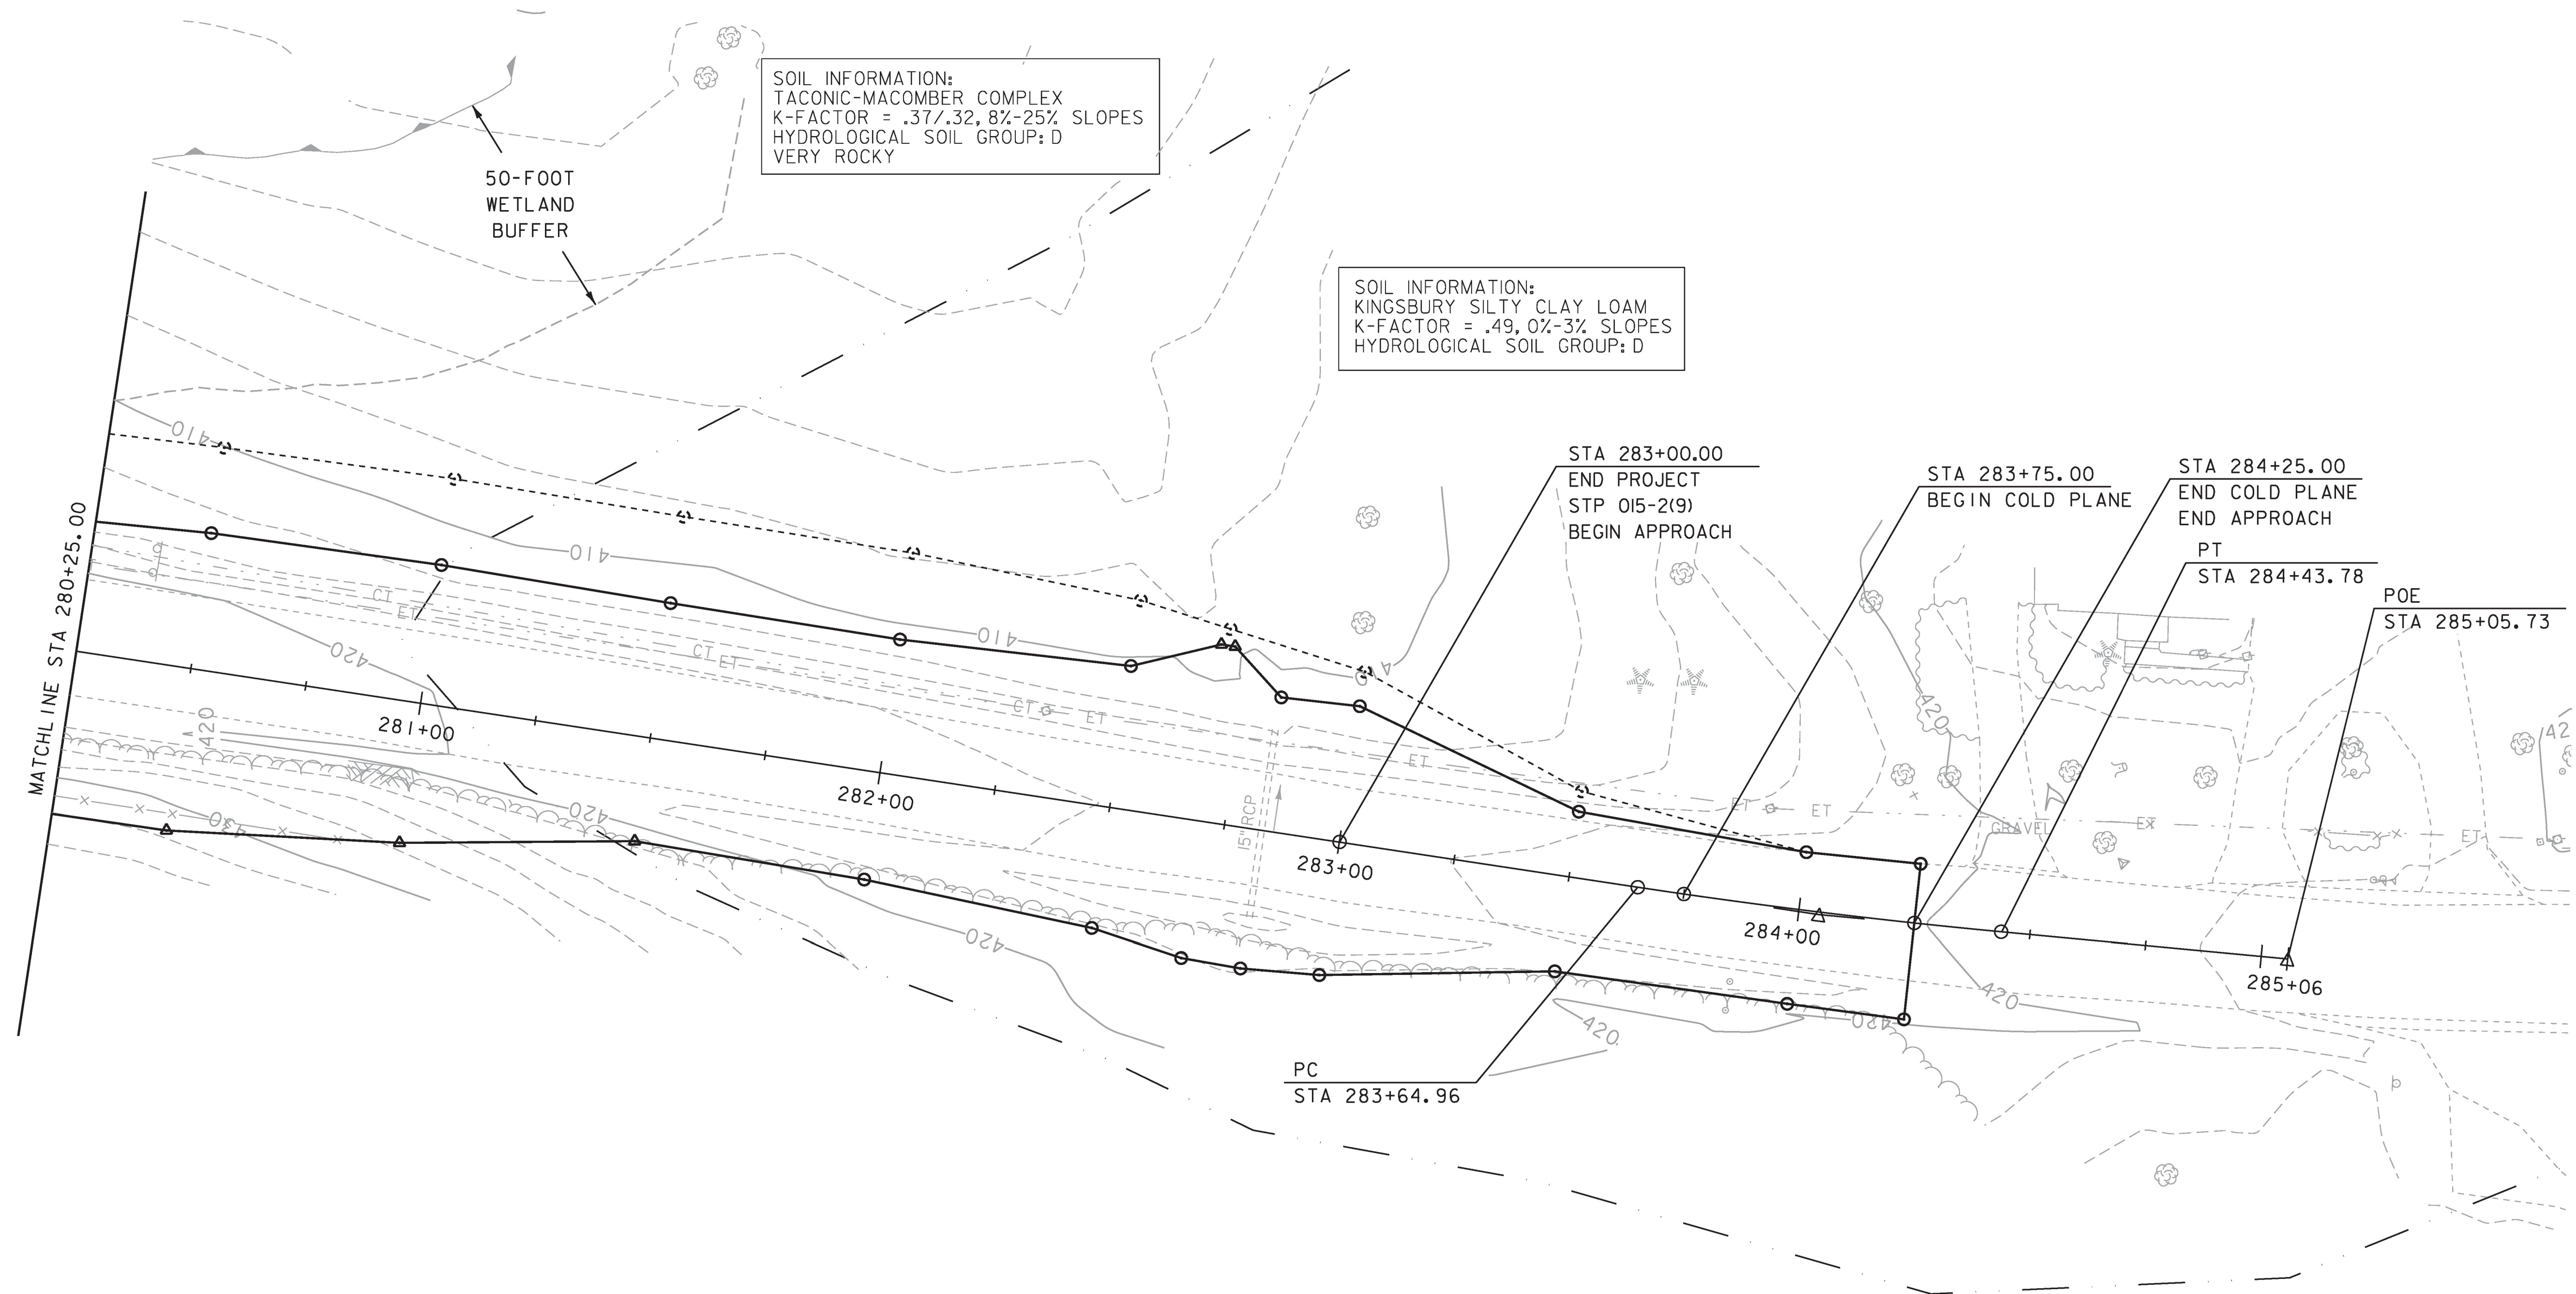 SOIL INFORMATION:
TACONIC-MACOMBER COMPLEX
K-FACTOR = .37/.32, 8%-25% SLOPES
HYDROLOGICAL SOIL GROUP: D
VERY ROCKY
50-FOOT
WETLAND
BUFFER
SOIL INFORMATION:
KINGSBURY SILTY CLAY LOAM
K-FACTOR = .49, 0%-3% SLOPES
HYDROLOGICAL SOIL GROUP: D
STA 283+00.00
END PROJECT
STP 015-2(9)
BEGIN APPROACH
STA 283+75.00
BEGIN COLD PLANE
STA 284+25.00
END COLD PLANE
END APPROACH
PT
STA 284+43.78
POE
STA 285+05.73
MATCHLINE STA 280+25.00
410
410
410
420
420
430
420
420
CT
ET
CT
ET
CT
ET
ET
ET
ET
ET
ET
GRAVEL
15" RCP
281+00
282+00
283+00
284+00
285+06
420
420
420
420
PC
STA 283+64.96